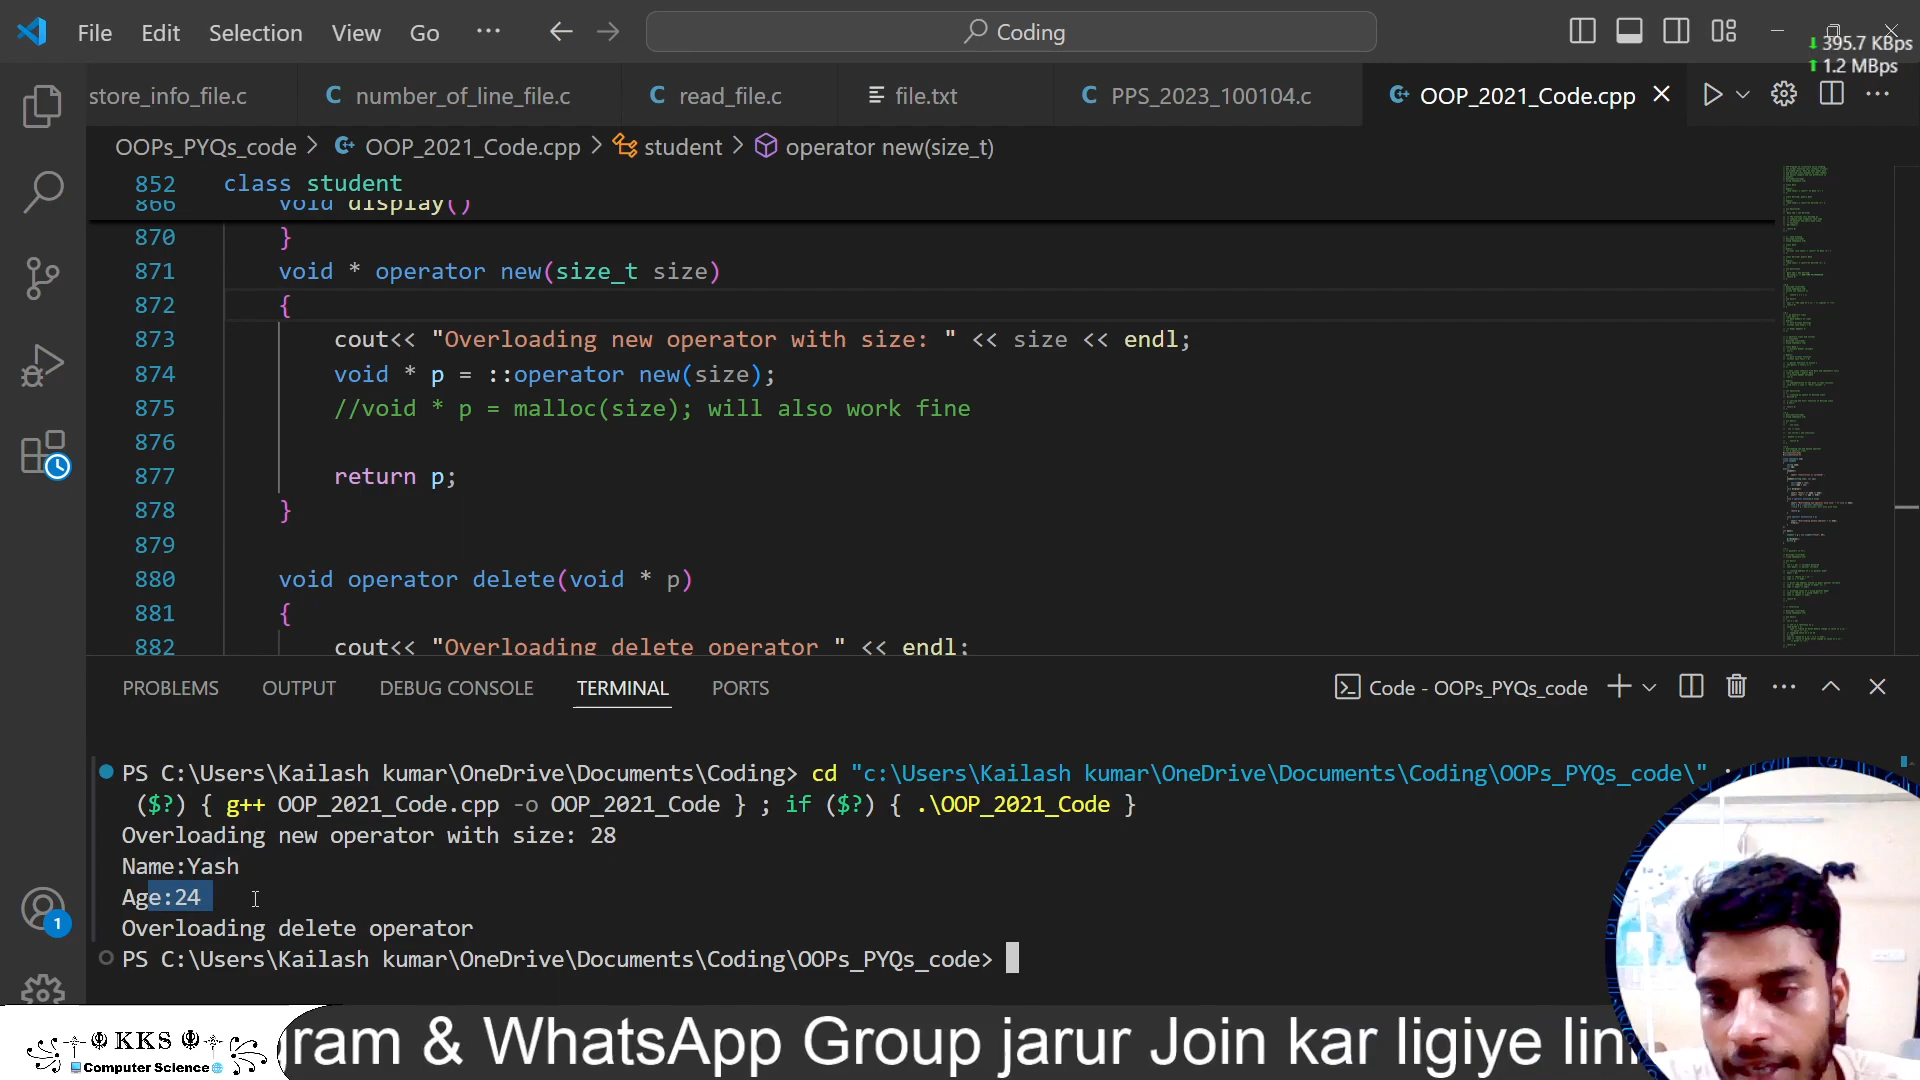 File Edit Selection View Go ··· Coding
395.7 KBps
1.2 MBps
store_info_file.c number_of_line_file.c read_file.c file.txt PPS_2023_100104.c OOP_2021_Code.cpp
OOPs_PYQs_code > OOP_2021_Code.cpp > student > operator new(size_t)
852 class student
866 void display()
870 }
871 void * operator new(size_t size)
872 {
873 cout<< "Overloading new operator with size: " << size << endl;
874 void * p = ::operator new(size);
875 //void * p = malloc(size); will also work fine
876
877 return p;
878 }
879
880 void operator delete(void * p)
881 {
882 cout<< "Overloading delete operator " << endl;
PROBLEMS OUTPUT DEBUG CONSOLE TERMINAL PORTS Code - OOPs_PYQs_code
PS C:\Users\Kailash kumar\OneDrive\Documents\Coding> cd "c:\Users\Kailash kumar\OneDrive\Documents\Coding\OOPs_PYQs_code\" ;
($?) { g++ OOP_2021_Code.cpp -o OOP_2021_Code } ; if ($?) { .\OOP_2021_Code }
Overloading new operator with size: 28
Name:Yash
Age:24
Overloading delete operator
1
PS C:\Users\Kailash kumar\OneDrive\Documents\Coding\OOPs_PYQs_code>
KKS
Computer Science
ram & WhatsApp Group jarur Join kar ligiye lin